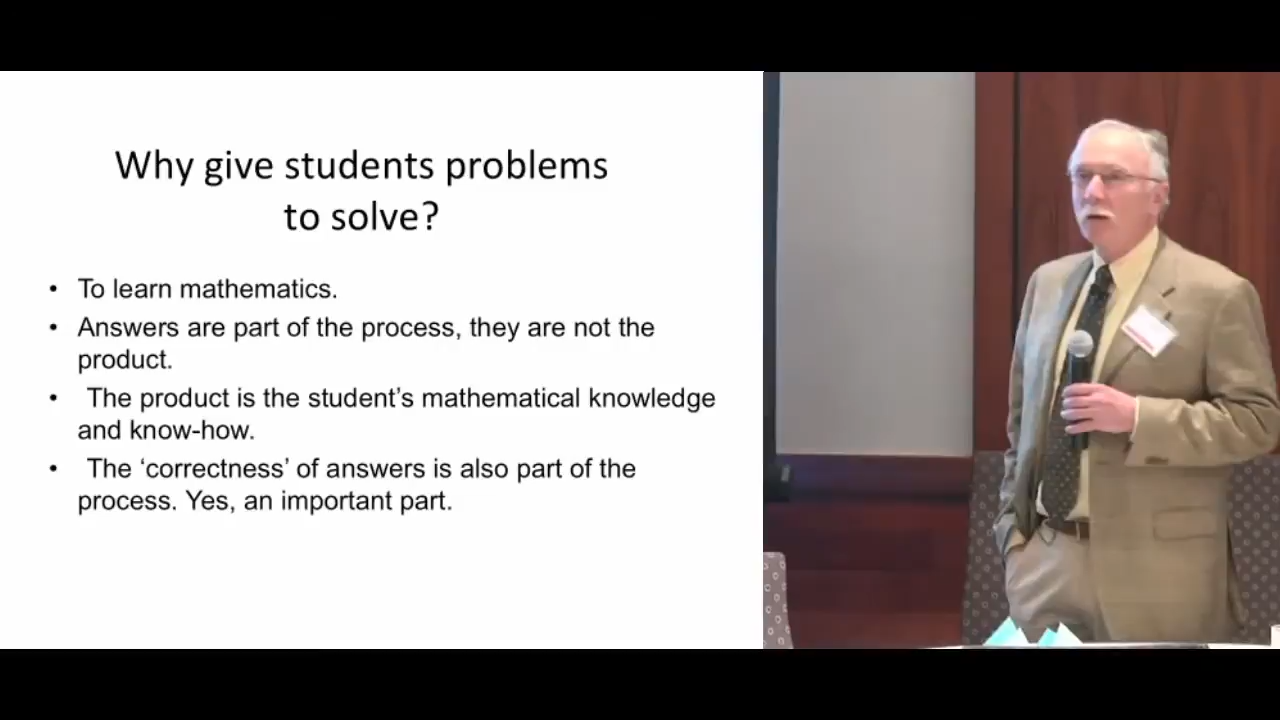 Why give students problems
to solve?
• To learn mathematics.
• Answers are part of the process, they are not the
product.
• The product is the student’s mathematical knowledge
and know-how.
• The ‘correctness’ of answers is also part of the
process. Yes, an important part.